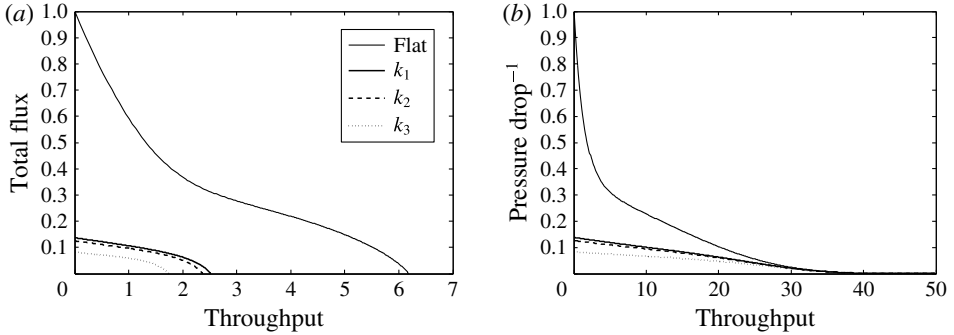 (a)
1.0
0.9
0.8
0.7
0.6
0.5
0.4
0.3
0.2
0.1
Total flux
0 1 2 3 4 5 6 7
Throughput
Flat
k1
k2
k3
(b)
1.0
0.9
0.8
0.7
0.6
0.5
0.4
0.3
0.2
0.1
Pressure drop⁻¹
0 10 20 30 40 50
Throughput